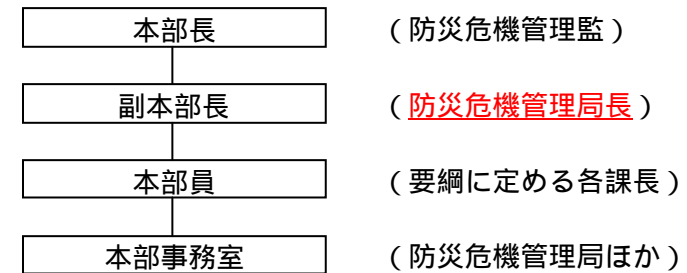 本部長 (防災危機管理監)
副本部長 (防災危機管理局長)
本部員 (要綱に定める各課長)
本部事務室 (防災危機管理局ほか)